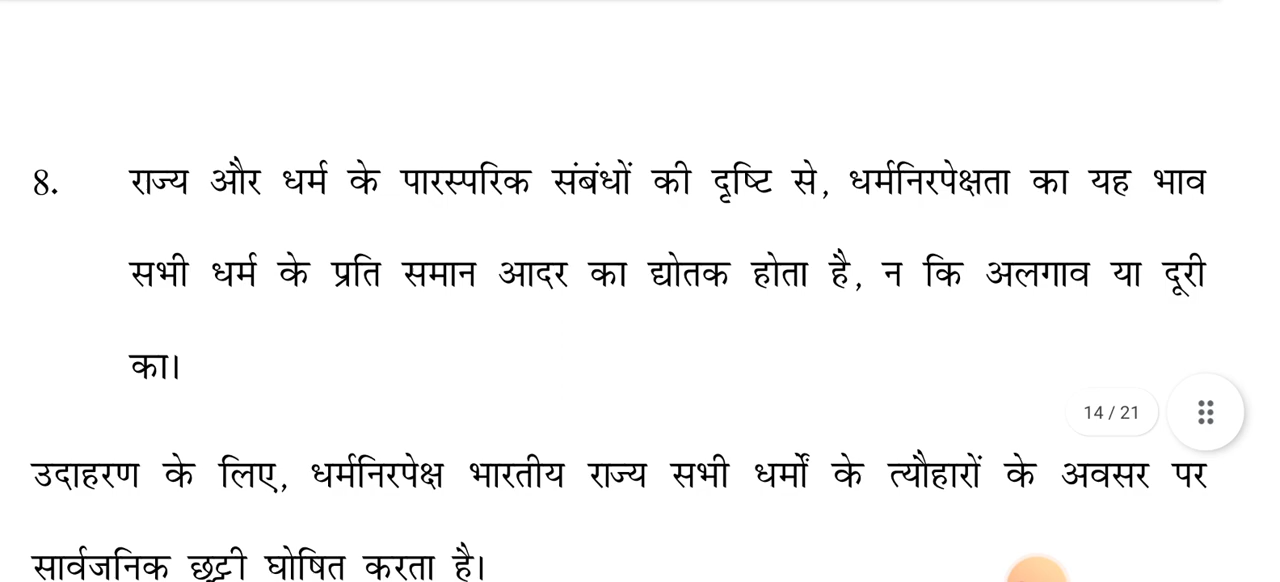 8. राज्य और धर्म के पारस्परिक संबंधों की दृष्टि से, धर्मनिरपेक्षता का यह भाव
सभी धर्म के प्रति समान आदर का द्योतक होता है, न कि अलगाव या दूरी
का।
14 / 21
उदाहरण के लिए, धर्मनिरपेक्ष भारतीय राज्य सभी धर्मों के त्यौहारों के अवसर पर
सार्वजनिक छुट्टी घोषित करता है।